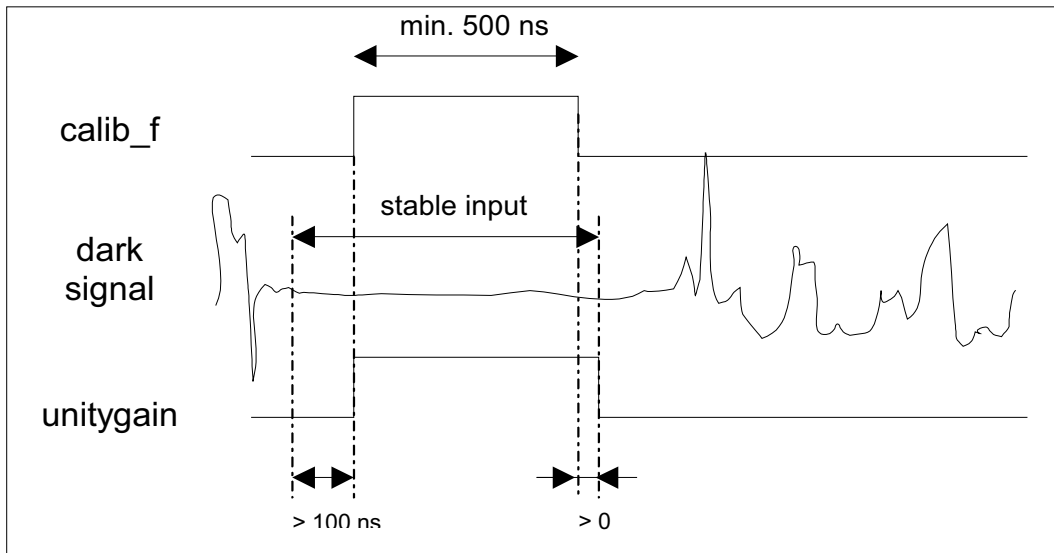 min. 500 ns
calib_f
stable input
dark
signal
unitygain
> 100 ns
> 0